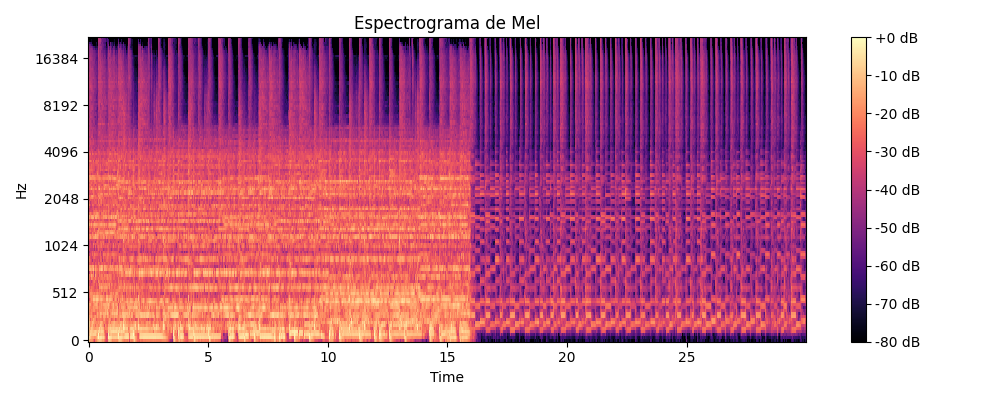 Espectrograma de Mel
Hz
16384
8192
4096
2048
1024
512
0
0 5 10 15 20 25
Time
+0 dB
-10 dB
-20 dB
-30 dB
-40 dB
-50 dB
-60 dB
-70 dB
-80 dB